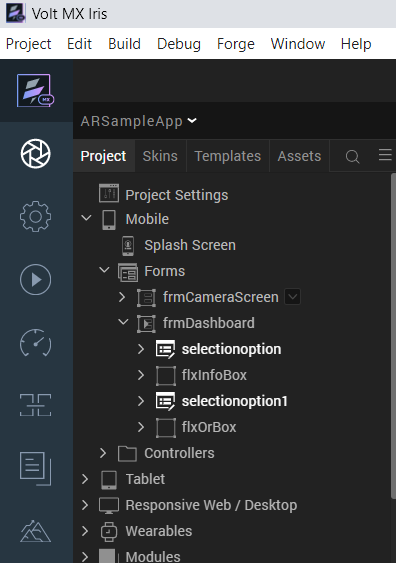 Volt MX Iris
Project Edit Build Debug Forge Window Help
MX
ARSampleApp
Project Skins Templates Assets
Project Settings
Mobile
Splash Screen
Forms
frmCameraScreen
frmDashboard
selectionoption
flxInfoBox
selectionoption1
flxOrBox
Controllers
Tablet
Responsive Web / Desktop
Wearables
Modules